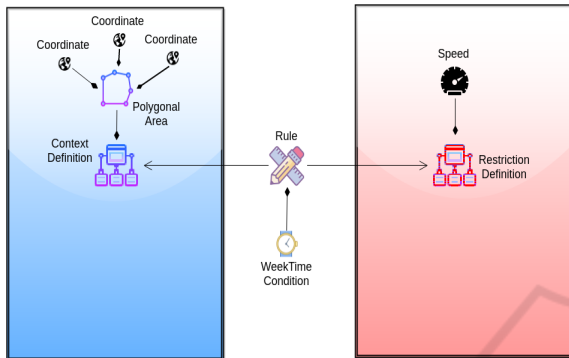 Coordinate
Coordinate
Coordinate
Polygonal
Area
Context
Definition
Rule
WeekTime
Condition
Speed
Restriction
Definition